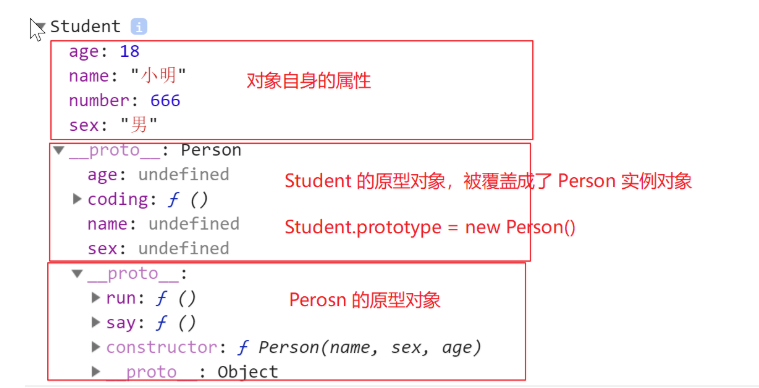 Student i
age: 18
name: "小明"
对象自身的属性
number: 666
sex: "男"
__proto__: Person
age: undefined
Student 的原型对象，被覆盖成了 Person 实例对象
coding: ƒ ()
name: undefined
Student.prototype = new Person()
sex: undefined
__proto__:
run: ƒ ()
Perosn 的原型对象
say: ƒ ()
constructor: ƒ Person(name, sex, age)
__proto__: Object